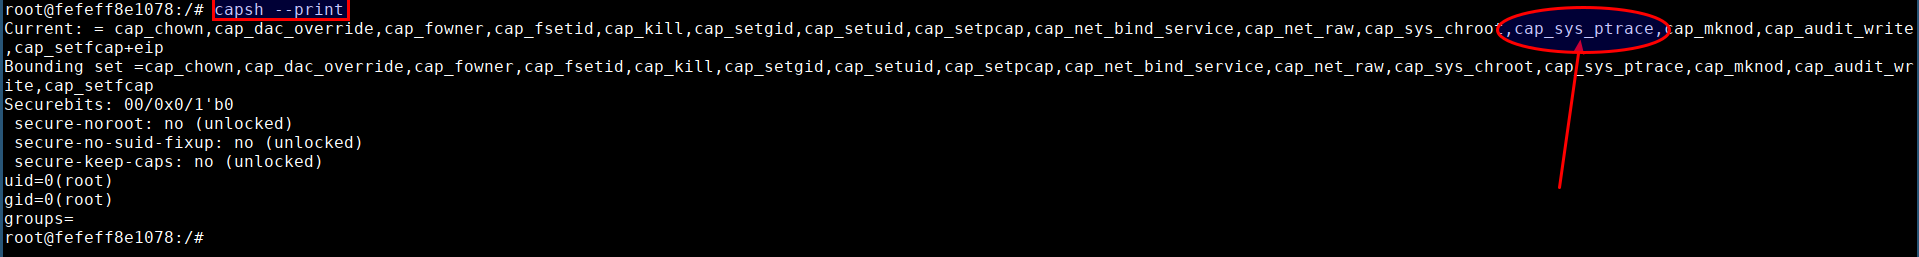 root@fefeff8e1078:/# capsh --print
Current: = cap_chown,cap_dac_override,cap_fowner,cap_fsetid,cap_kill,cap_setgid,cap_setuid,cap_setpcap,cap_net_bind_service,cap_net_raw,cap_sys_chroot,cap_sys_ptrace,cap_mknod,cap_audit_write
,cap_setfcap+eip
Bounding set =cap_chown,cap_dac_override,cap_fowner,cap_fsetid,cap_kill,cap_setgid,cap_setuid,cap_setpcap,cap_net_bind_service,cap_net_raw,cap_sys_chroot,cap_sys_ptrace,cap_mknod,cap_audit_wr
ite,cap_setfcap
Securebits: 00/0x0/1'b0
 secure-noroot: no (unlocked)
 secure-no-suid-fixup: no (unlocked)
 secure-keep-caps: no (unlocked)
uid=0(root)
gid=0(root)
groups=
root@fefeff8e1078:/#